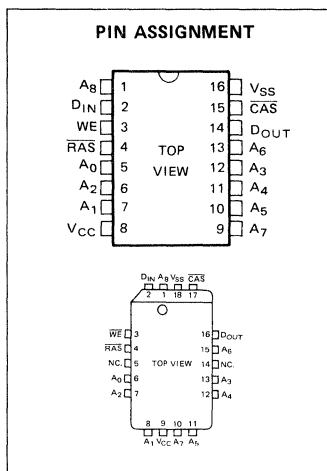 PIN ASSIGNMENT
A8 1 16 VSS
DIN 2 15 CAS
WE 3 14 DOUT
RAS 4 TOP 13 A6
A0 5 VIEW 12 A3
A2 6 11 A4
A1 7 10 A5
VCC 8 9 A7
DIN A8 VSS CAS
2 1 18 17
WE 3 16 DOUT
RAS 4 TOP VIEW 15 A6
NC. 5 14 NC.
A0 6 13 A3
A2 7 12 A4
8 9 10 11
A1 VCC A7 A5